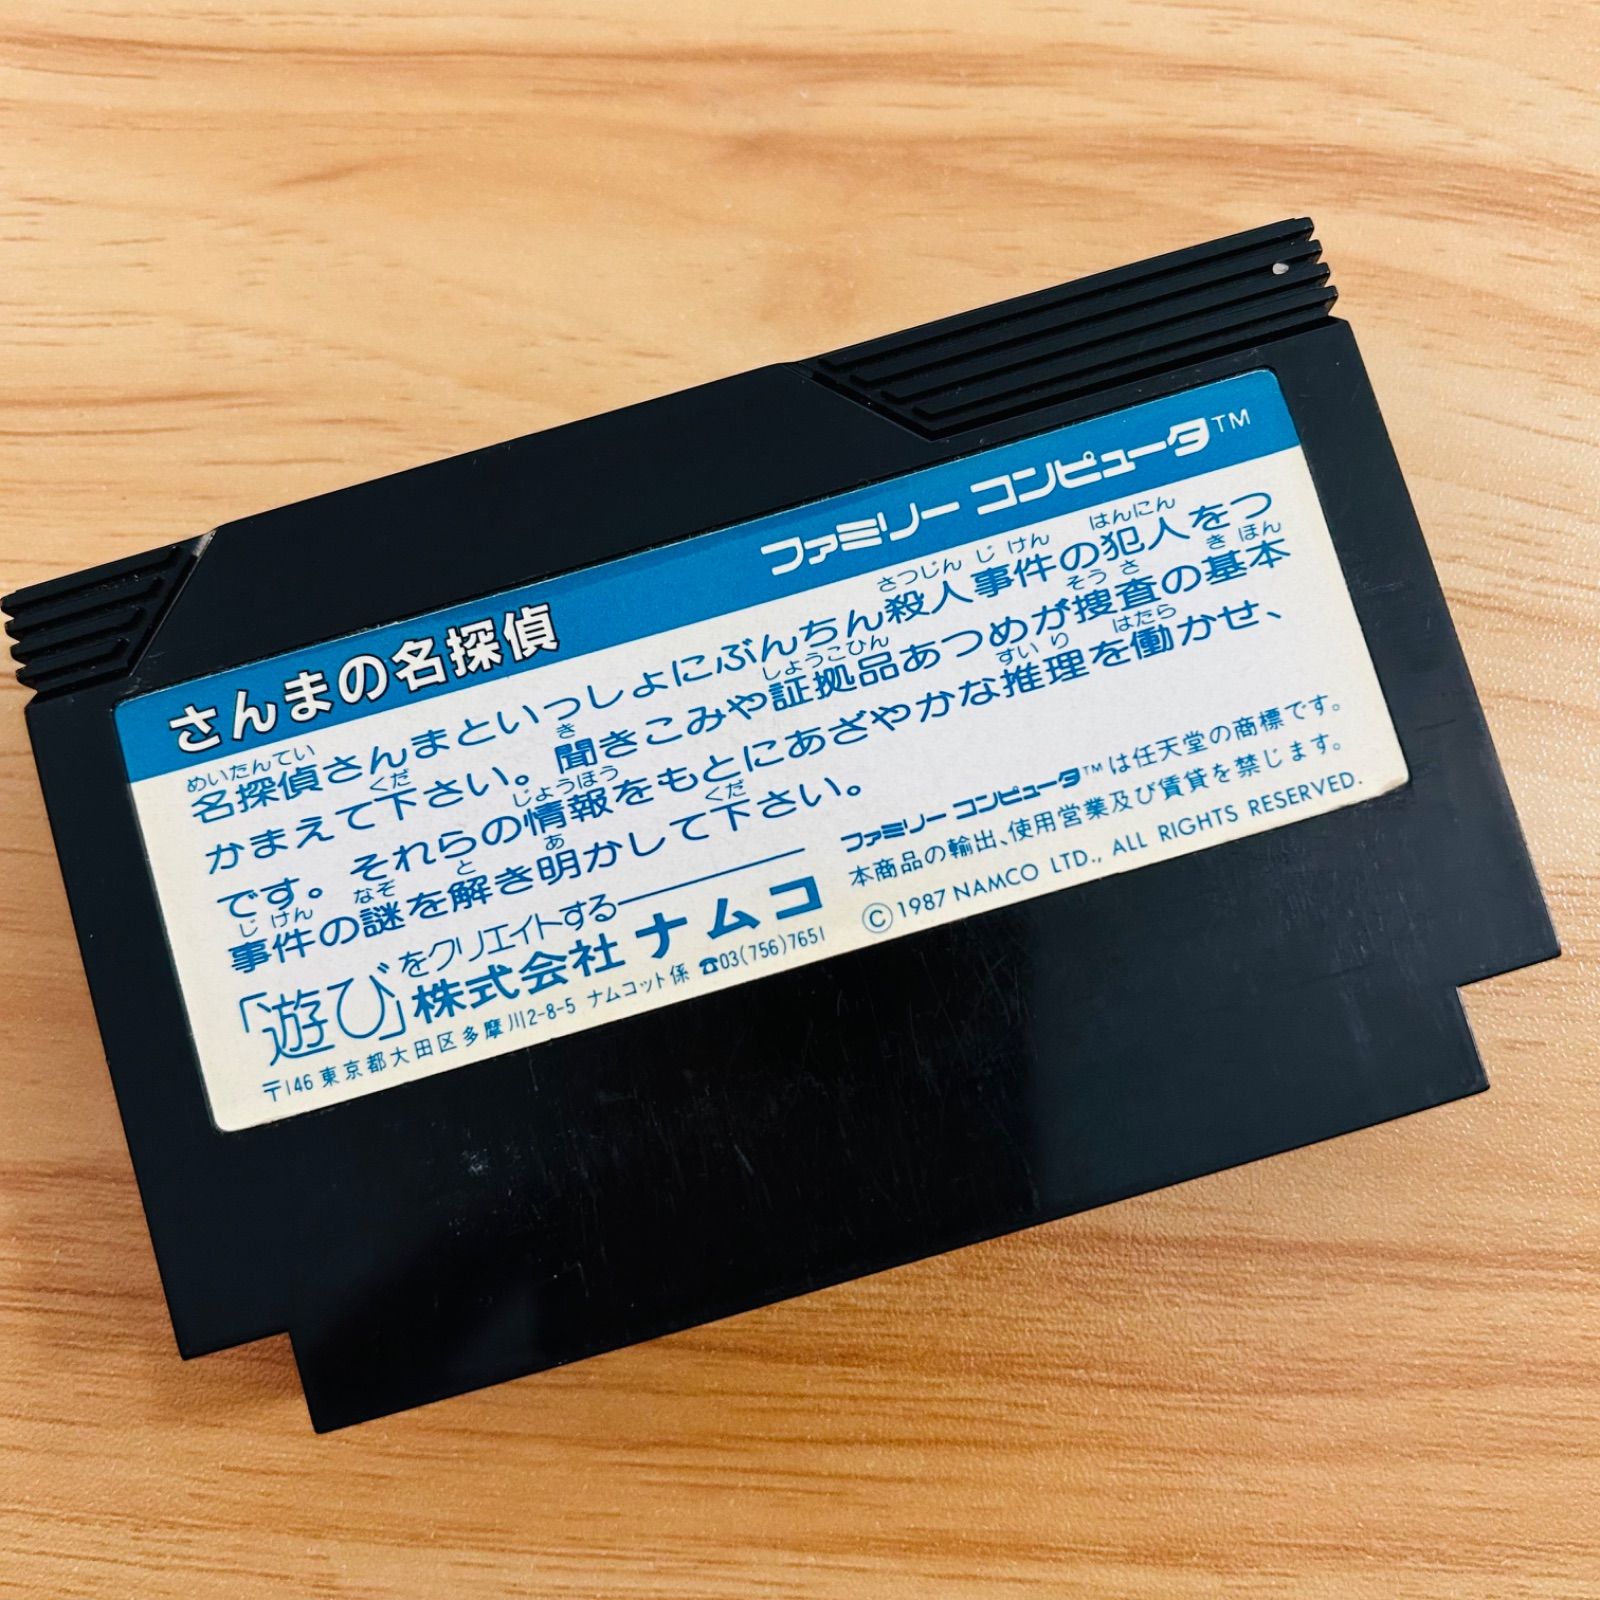 ファミリー コンピュータ™
さんまの名探偵
めいたんてい さつじん じけん はんにん
名探偵さんまといっしょにぶんちん殺人事件の犯人をつ
くだ き しょうこひん そうさ きほん
かまえて下さい。聞きこみや証拠品あつめが捜査の基本
じょうほう すいり はたら
です。それらの情報をもとにあざやかな推理を働かせ、
じけん なぞ と あ くだ
事件の謎を解き明かして下さい。
「遊び」をクリエイトする
株式会社ナムコ
〒146 東京都大田区多摩川2-8-5 ナムコット係 ☎03(756)7651
ファミリー コンピュータ™は任天堂の商標です。
本商品の輸出、使用営業及び賃貸を禁じます。
©1987 NAMCO LTD., ALL RIGHTS RESERVED.